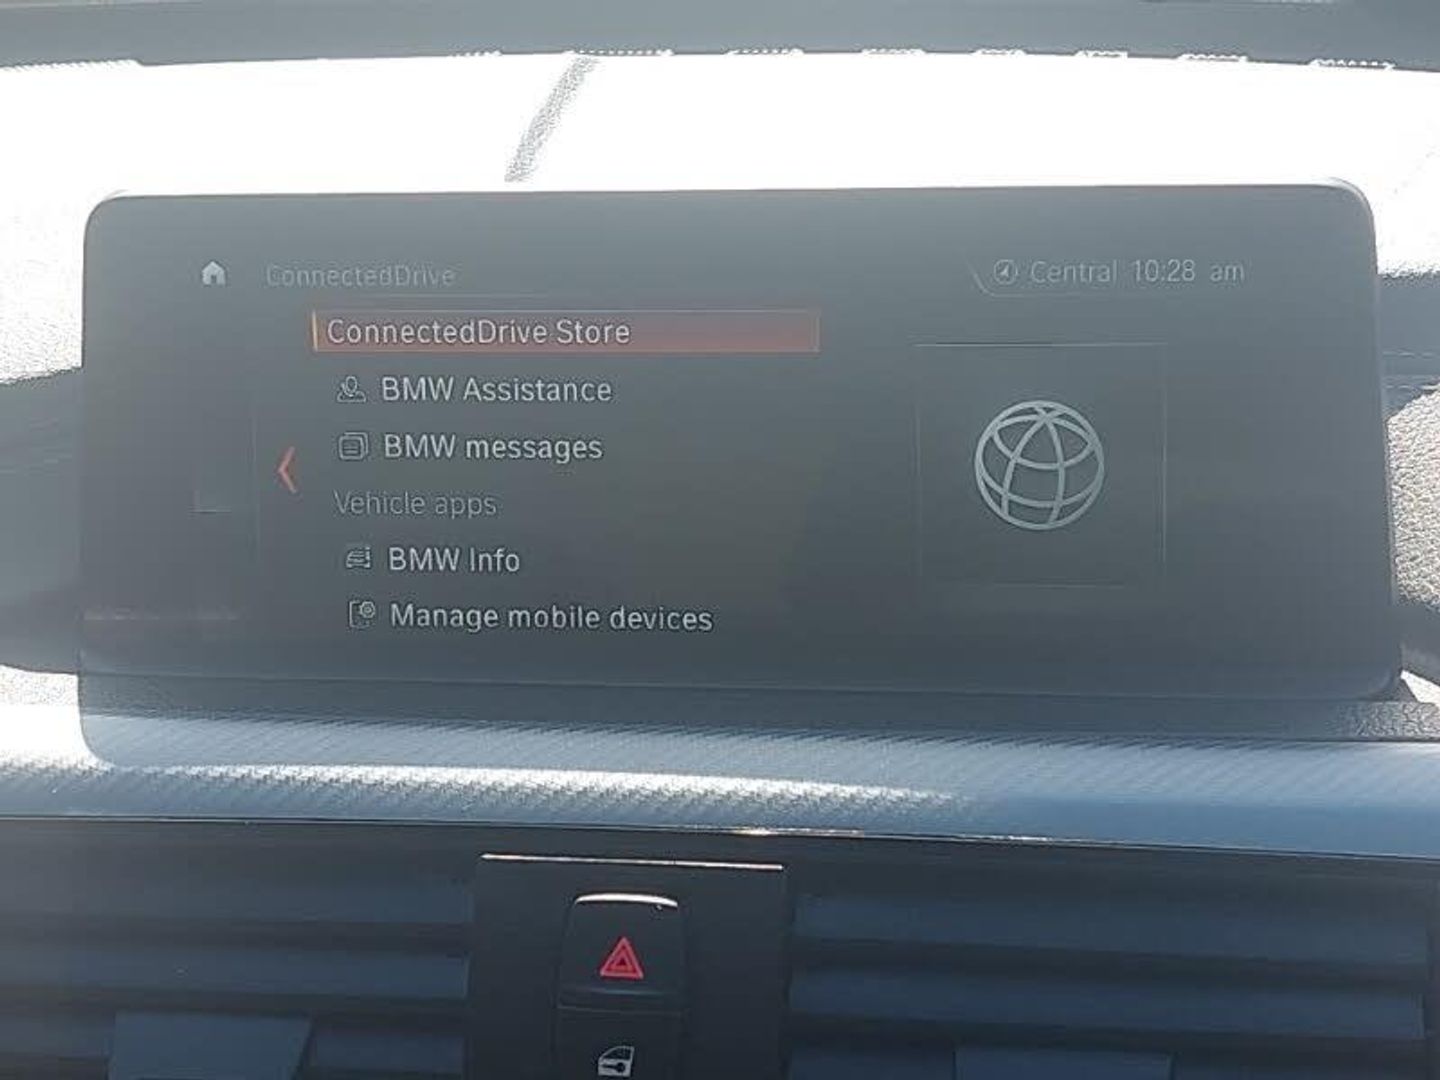 ConnectedDrive
Central 10:28 am
ConnectedDrive Store
BMW Assistance
BMW messages
Vehicle apps
BMW Info
Manage mobile devices